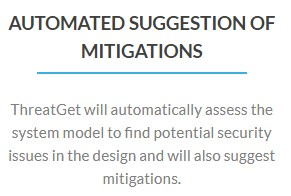 AUTOMATED SUGGESTION OF
MITIGATIONS
ThreatGet will automatically assess the
system model to find potential security
issues in the design and will also suggest
mitigations.